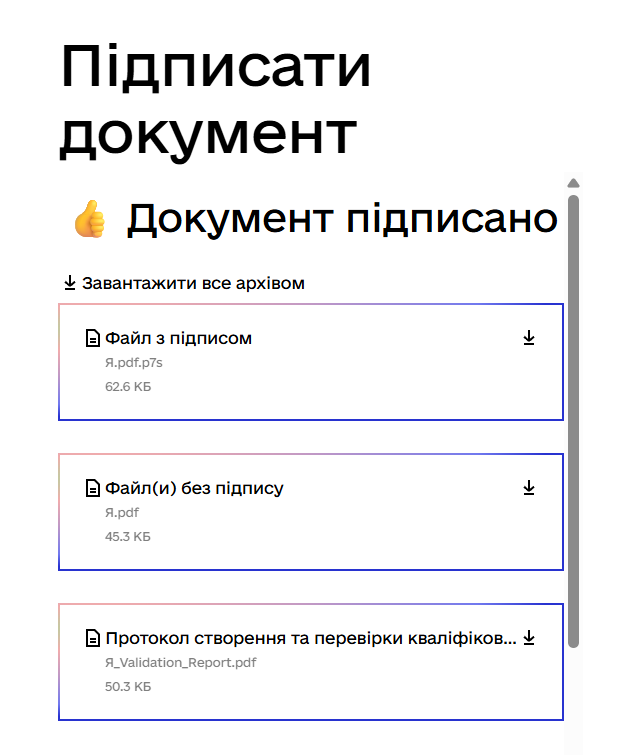 Підписати
документ
👍 Документ підписано
Завантажити все архівом
Файл з підписом
Я.pdf.p7s
62.6 КБ
Файл(и) без підпису
Я.pdf
45.3 КБ
Протокол створення та перевірки кваліфіков...
Я_Validation_Report.pdf
50.3 КБ